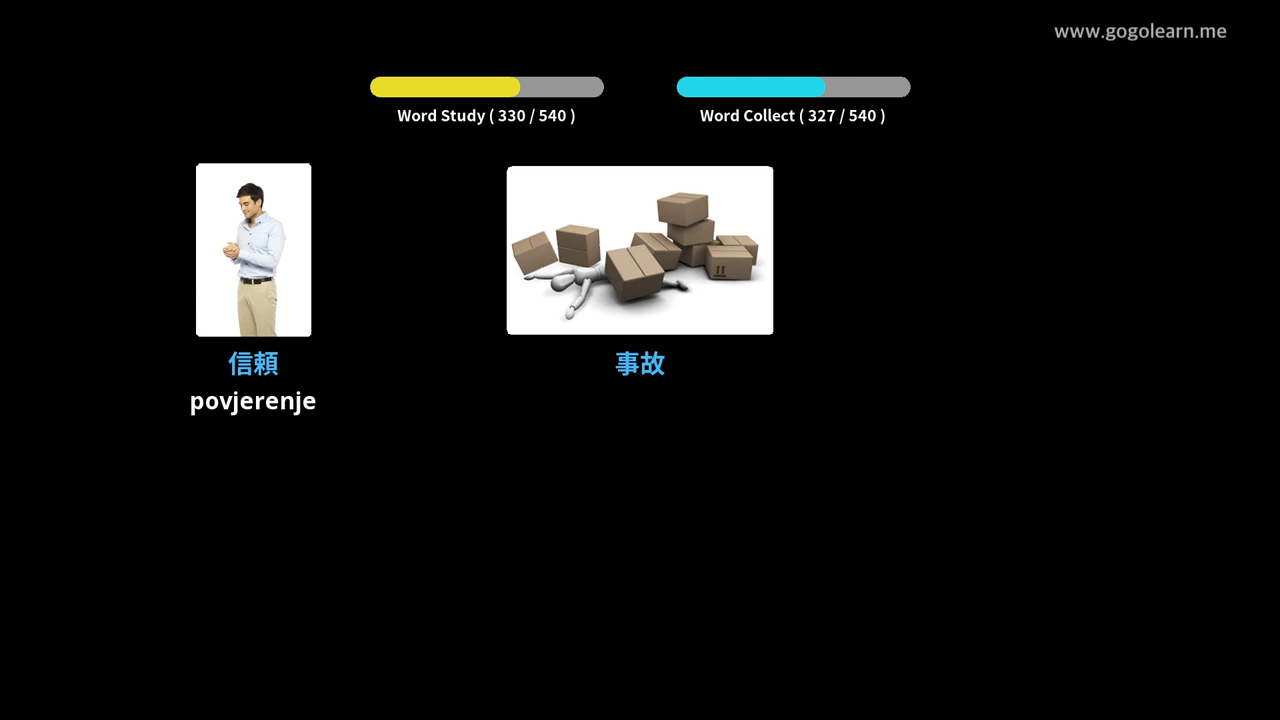 www.gogolearn.me
Word Study ( 330 / 540 )
Word Collect ( 327 / 540 )
信頼
事故
povjerenje